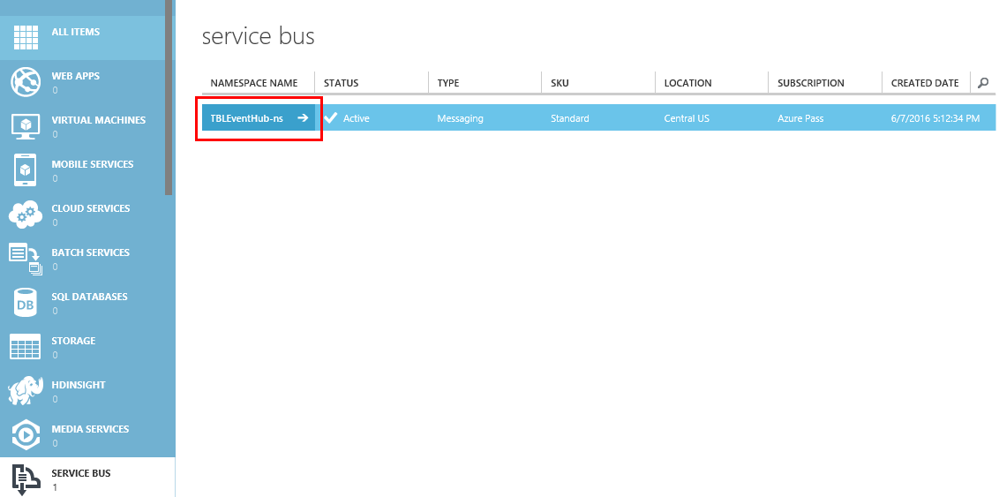 ALL ITEMS
WEB APPS
0
VIRTUAL MACHINES
0
MOBILE SERVICES
0
CLOUD SERVICES
0
BATCH SERVICES
0
DB
SQL DATABASES
0
STORAGE
0
HDINSIGHT
0
MEDIA SERVICES
0
SERVICE BUS
1
service bus
NAMESPACE NAME STATUS TYPE SKU LOCATION SUBSCRIPTION CREATED DATE
TBLEventHub-ns Active Messaging Standard Central US Azure Pass 6/7/2016 5:12:34 PM